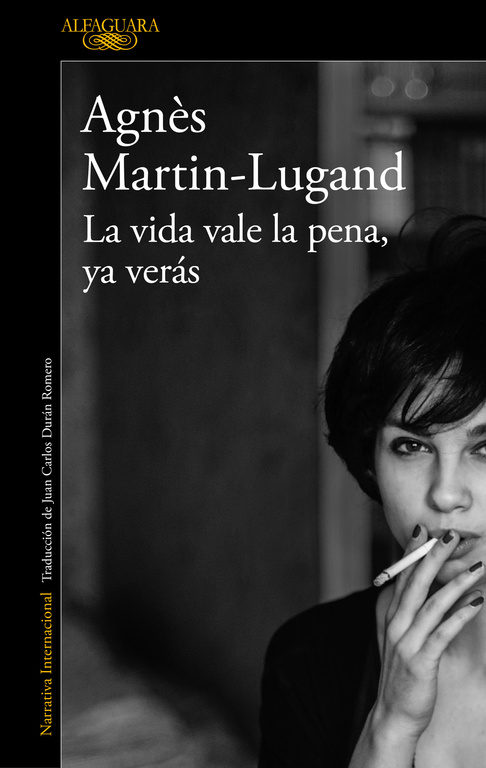 ALFAGUARA
Agnès
Martin-Lugand
La vida vale la pena,
ya verás
Narrativa Internacional Traducción de Juan Carlos Durán Romero